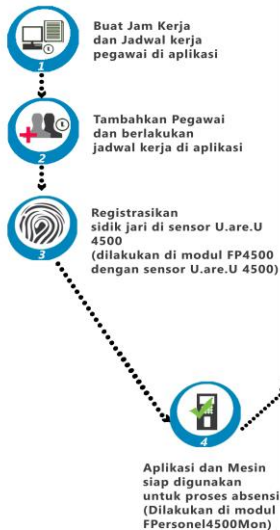 1
Buat Jam Kerja
dan Jadwal kerja
pegawai di aplikasi
2
Tambahkan Pegawai
dan berlakukan
jadwal kerja di aplikasi
3
Registrasikan
sidik jari di sensor U.are.U
4500
(dilakukan di modul FP4500
dengan sensor U.are.U 4500)
4
Aplikasi dan Mesin
siap digunakan
untuk proses absensi
(Dilakukan di modul
FPersonel4500Mon)